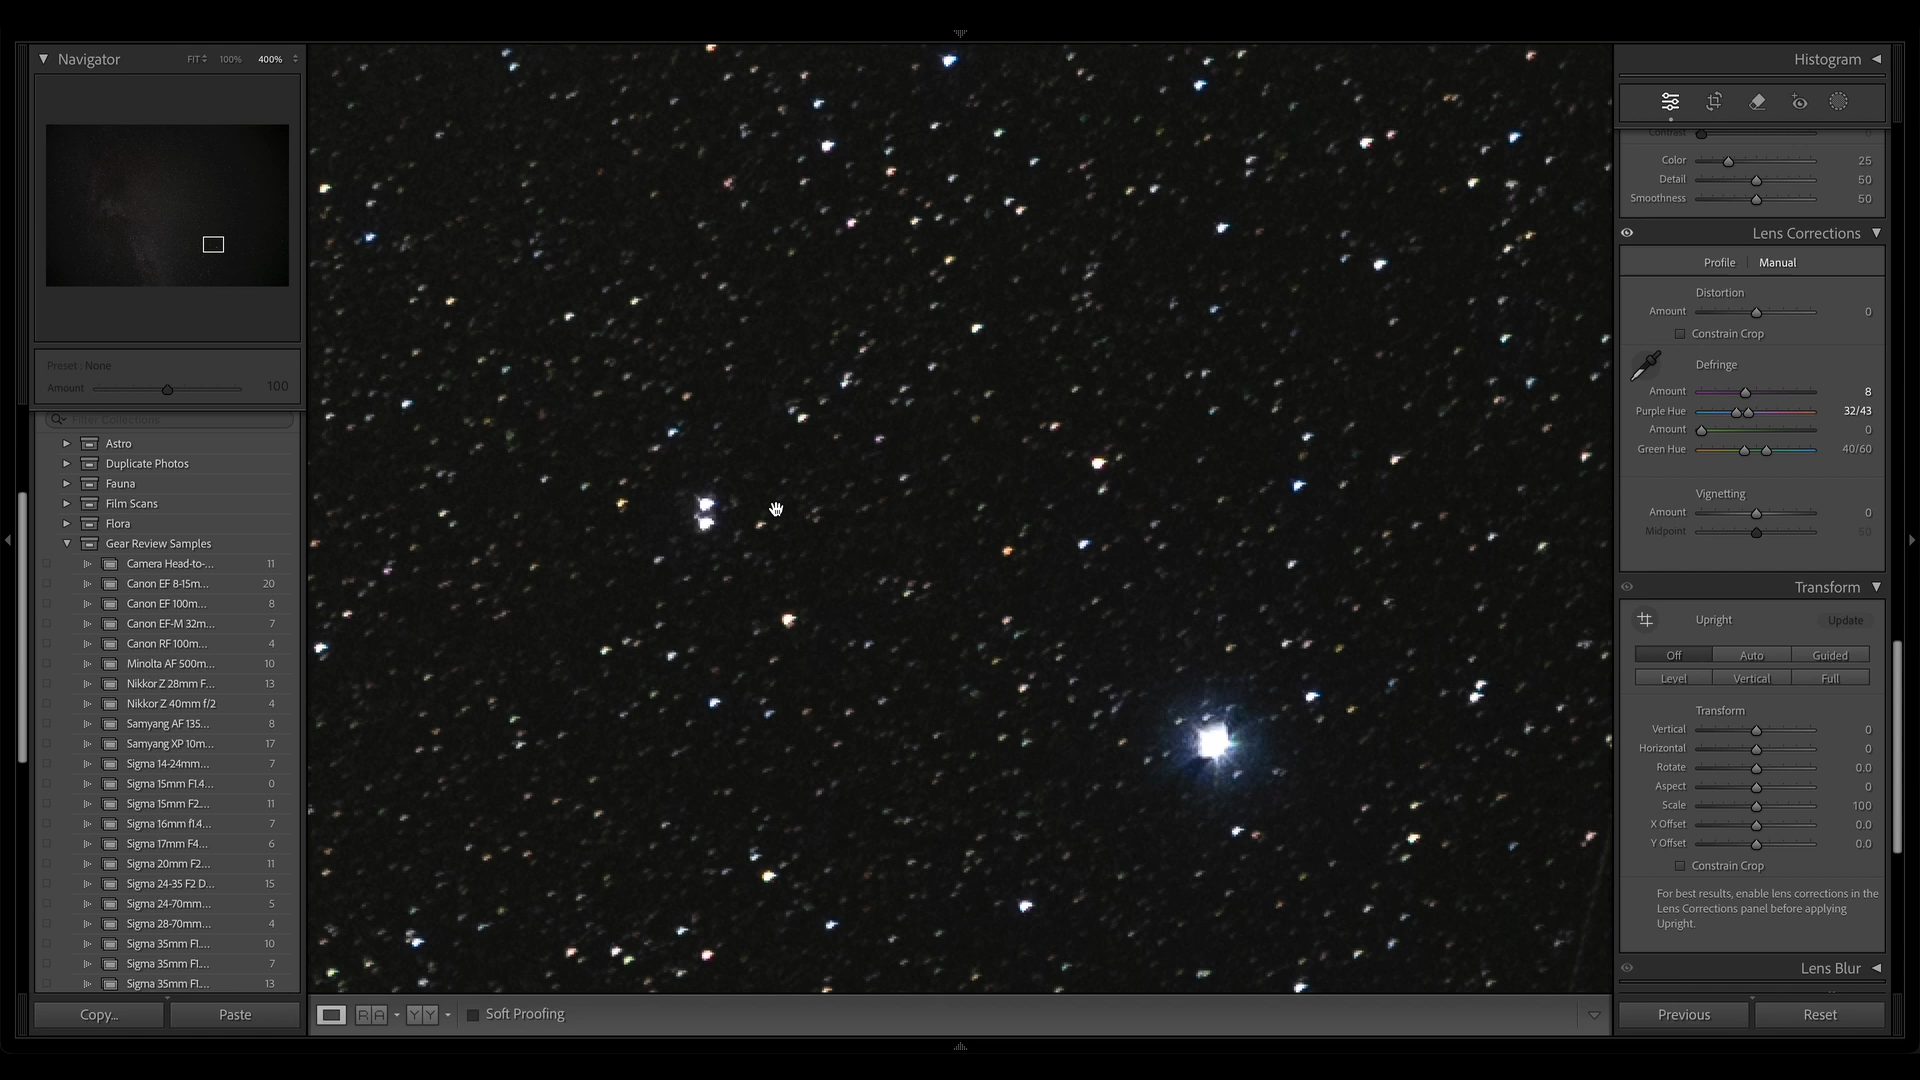 Navigator
FIT 100% 400%
Preset : None
Amount 100
Filter Collections
Astro
Duplicate Photos
Fauna
Film Scans
Flora
Gear Review Samples
Camera Head-to-... 11
Canon EF 8-15m... 20
Canon EF 100m... 8
Canon EF-M 32m... 7
Canon RF 100m... 4
Minolta AF 500m... 10
Nikkor Z 28mm F... 13
Nikkor Z 40mm f/2 4
Samyang AF 135... 8
Samyang XP 10m... 17
Sigma 14-24mm... 7
Sigma 15mm F1.4... 0
Sigma 15mm F2.... 11
Sigma 16mm f1.4... 7
Sigma 17mm F4... 6
Sigma 20mm F2... 11
Sigma 24-35 F2 D... 15
Sigma 24-70mm... 5
Sigma 28-70mm... 4
Sigma 35mm F1.... 10
Sigma 35mm F1.... 7
Sigma 35mm F1.... 13
Copy... Paste
R A Y Y Soft Proofing
Histogram
Contrast 0
Color 25
Detail 50
Smoothness 50
Lens Corrections
Profile Manual
Distortion
Amount 0
Constrain Crop
Defringe
Amount 8
Purple Hue 32/43
Amount 0
Green Hue 40/60
Vignetting
Amount 0
Midpoint 50
Transform
Upright Update
Off Auto Guided
Level Vertical Full
Transform
Vertical 0
Horizontal 0
Rotate 0.0
Aspect 0
Scale 100
X Offset 0.0
Y Offset 0.0
Constrain Crop
For best results, enable lens corrections in the
Lens Corrections panel before applying
Upright.
Lens Blur
Previous Reset